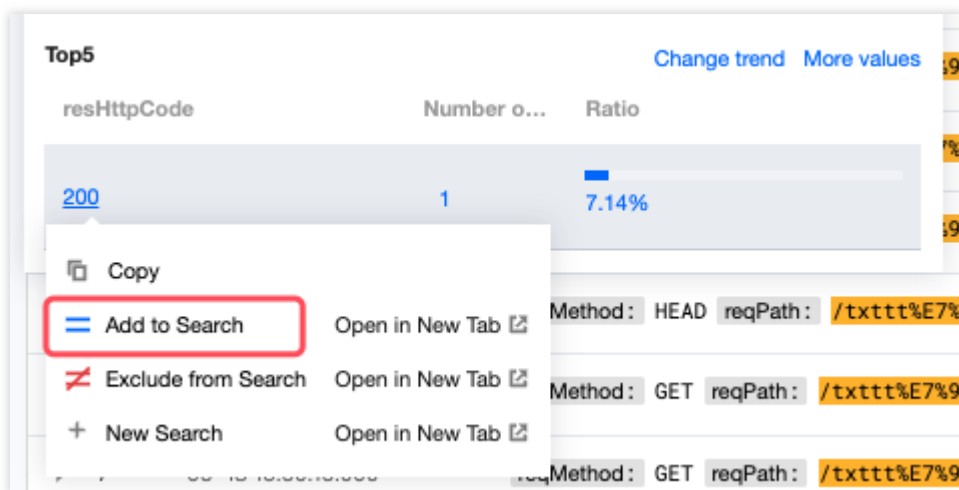 Top5 Change trend More values
resHttpCode Number o... Ratio
200 1 7.14%
Copy
Add to Search Open in New Tab
Method: HEAD reqPath: /txttt%E7%
Exclude from Search Open in New Tab
Method: GET reqPath: /txttt%E7%9
New Search Open in New Tab
Method: GET reqPath: /txttt%E7%9